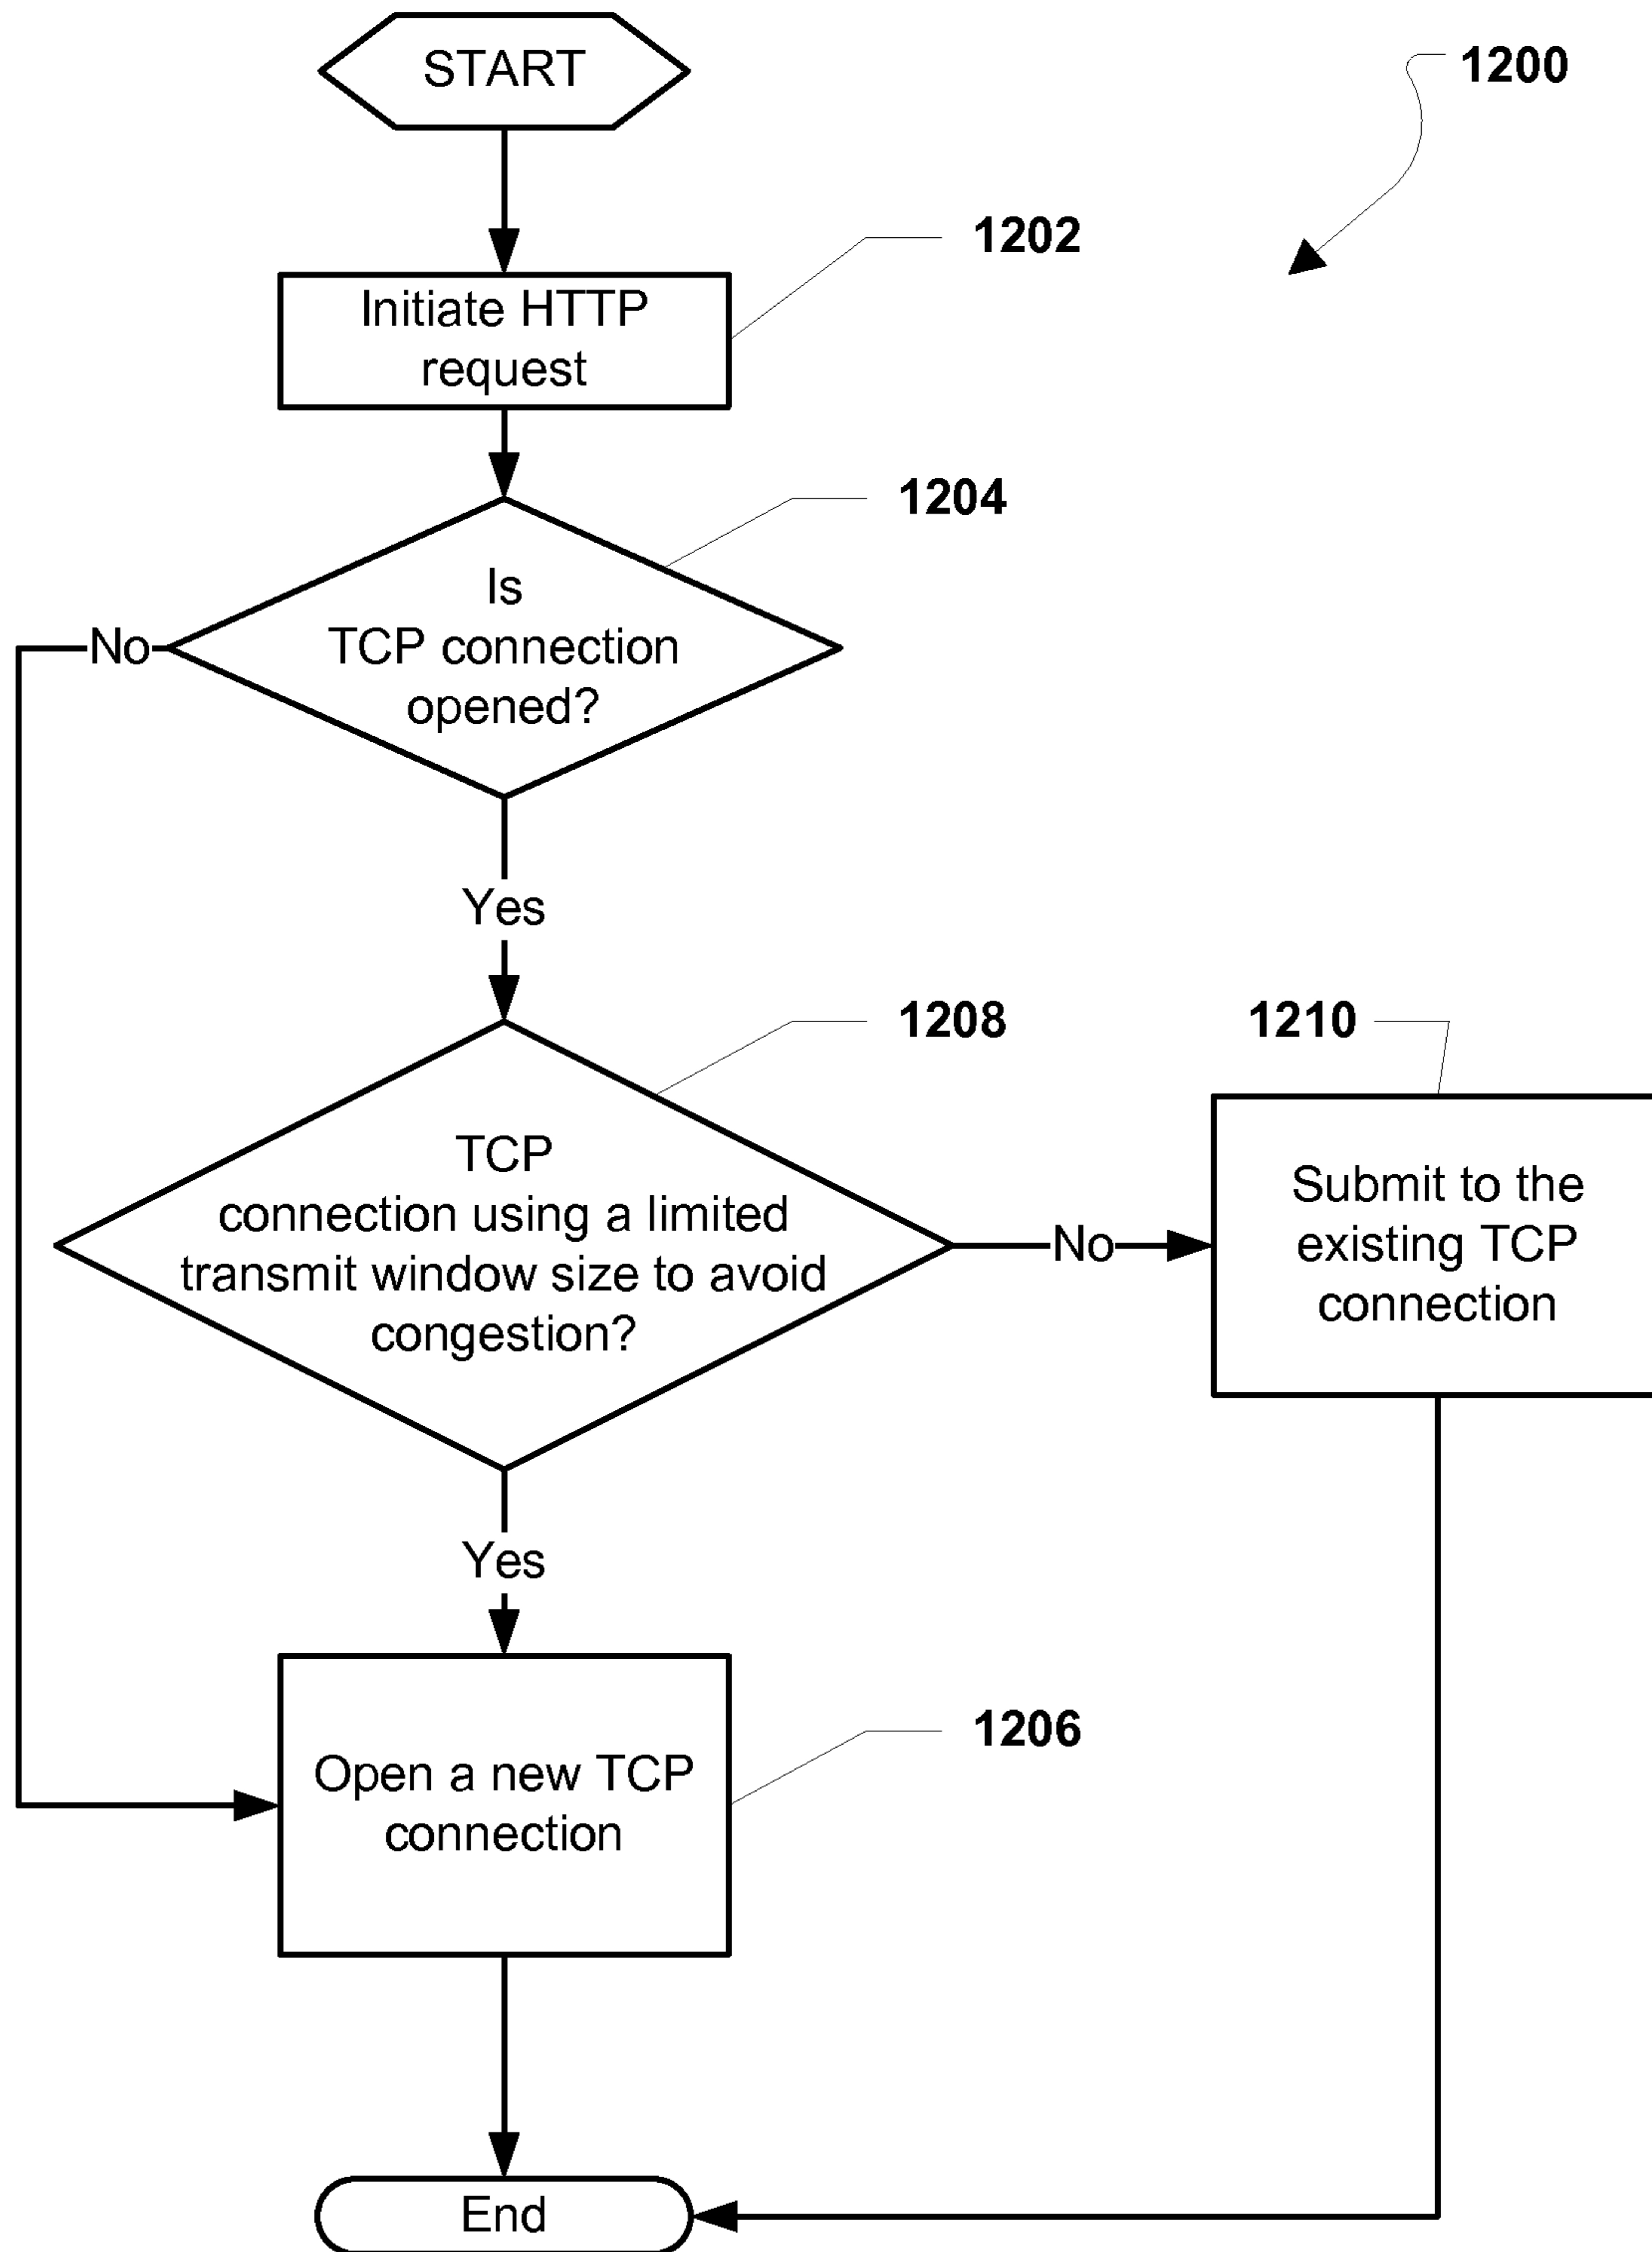 START
1200
1202
Initiate HTTP
request
1204
Is
TCP connection
opened?
No
Yes
1208
1210
TCP
connection using a limited
transmit window size to avoid
congestion?
No
Submit to the
existing TCP
connection
Yes
1206
Open a new TCP
connection
End